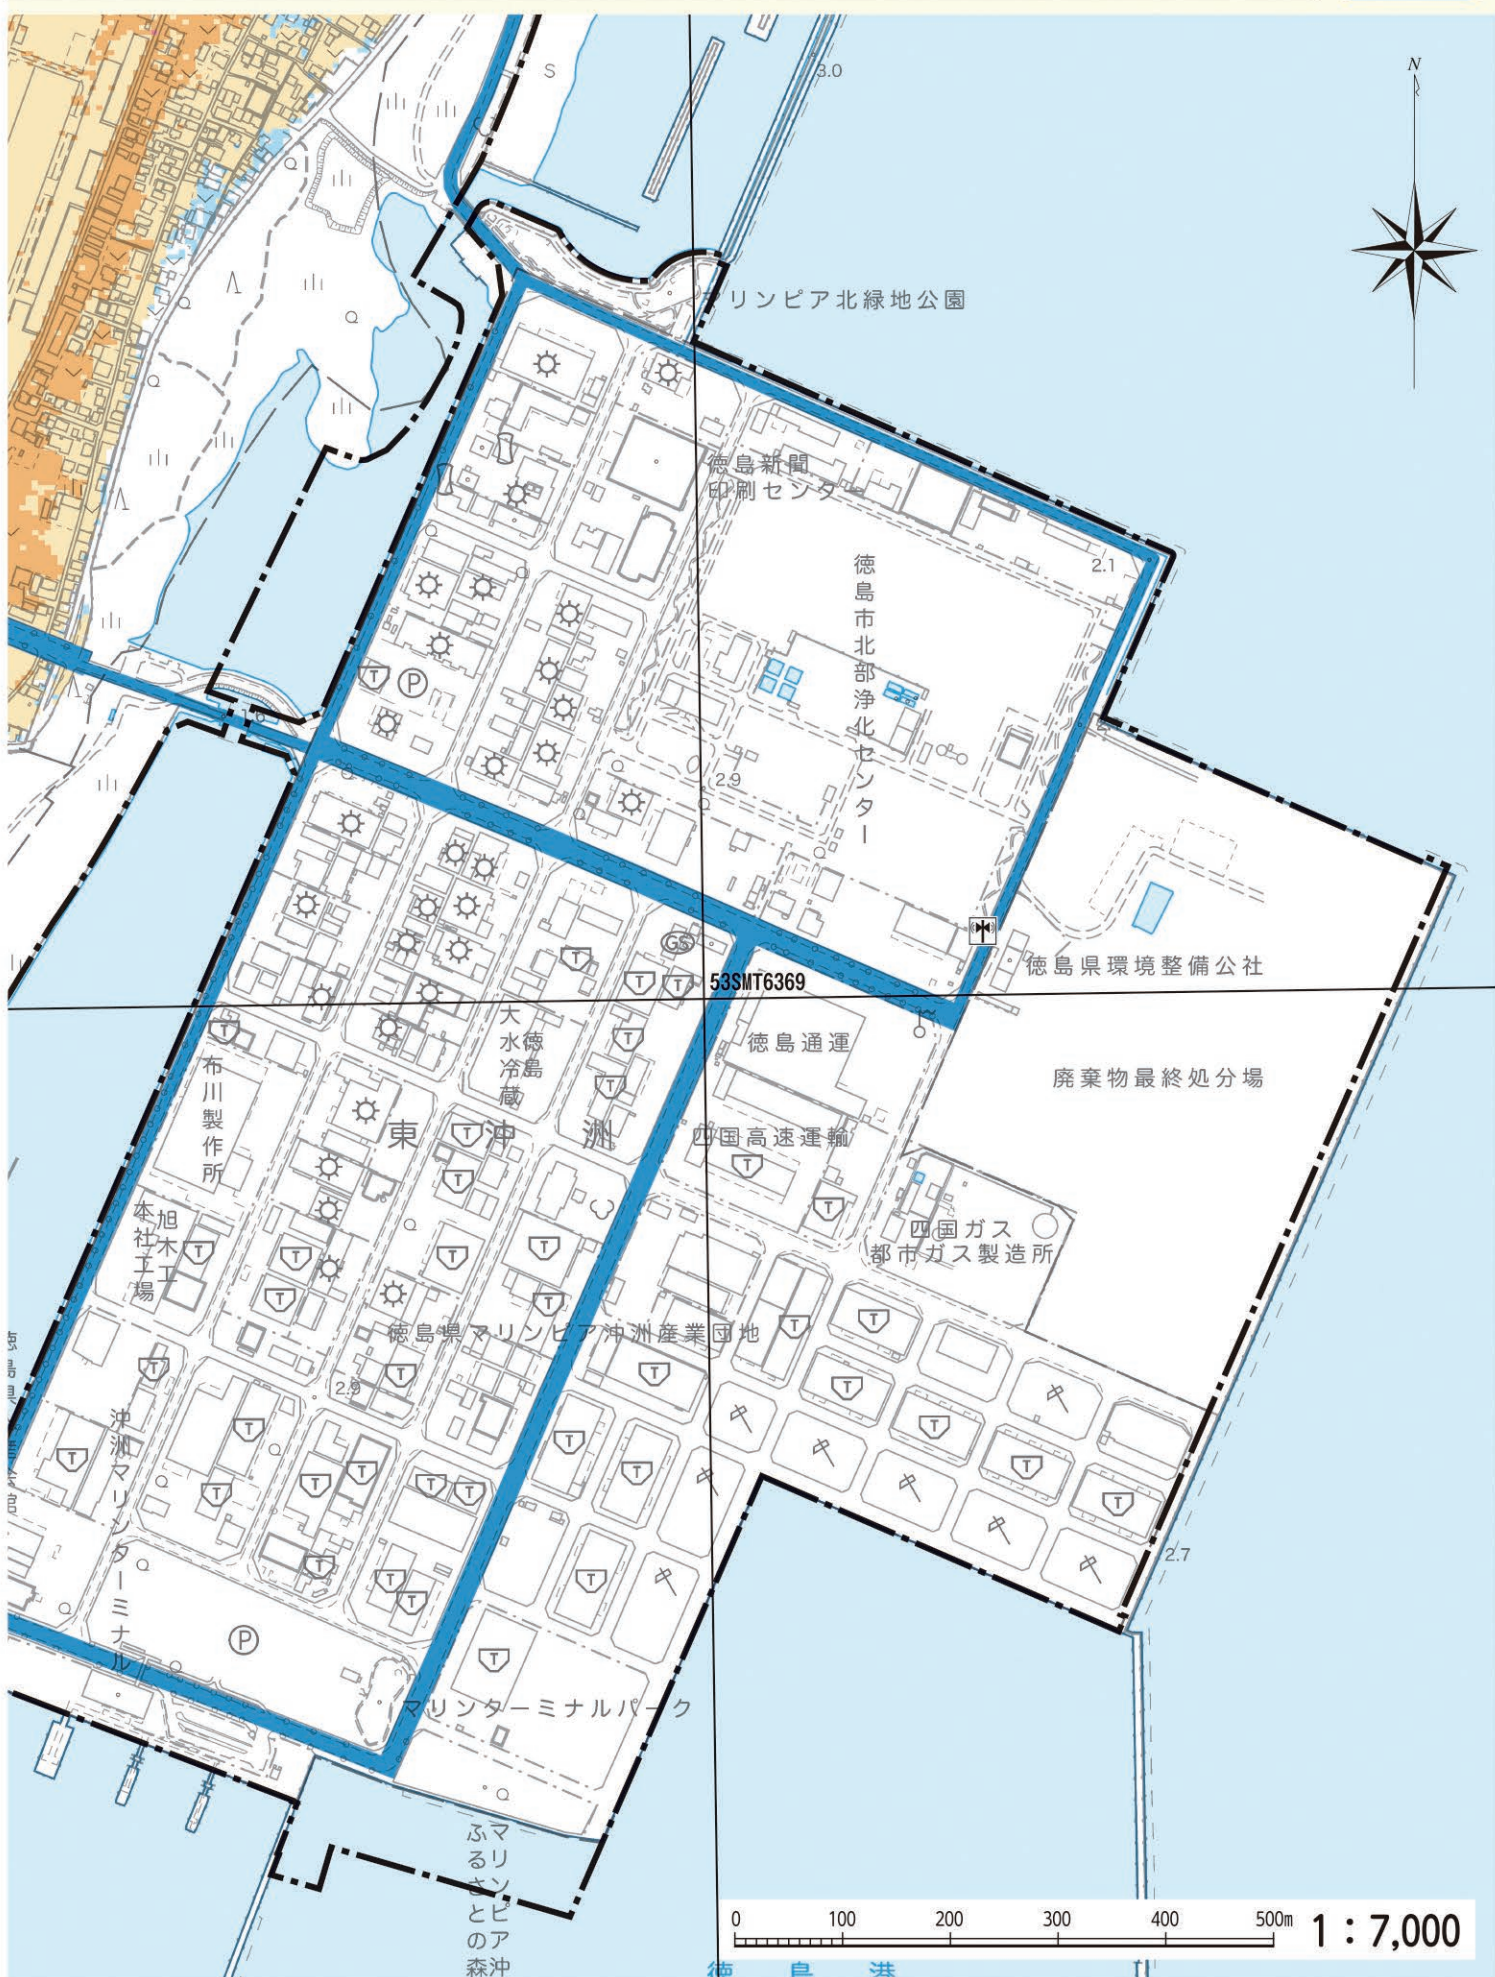 S
3.0
N
マリンピア北緑地公園
徳島新聞
印刷センター
2.1
徳島市北部浄化センター
P
2.9
GS
53SMT6369
徳島県環境整備公社
大水冷蔵
徳島
徳島通運
廃棄物最終処分場
布川製作所
東沖洲
四国高速運輸
四国ガス
都市ガス製造所
旭木工
本社工場
徳島県マリンピア沖洲産業団地
2.9
沖洲マリンターミナル
2.7
P
マリンターミナルパーク
マリンピア沖
ふるさとの森
0 100 200 300 400 500m
1：7,000
徳島港